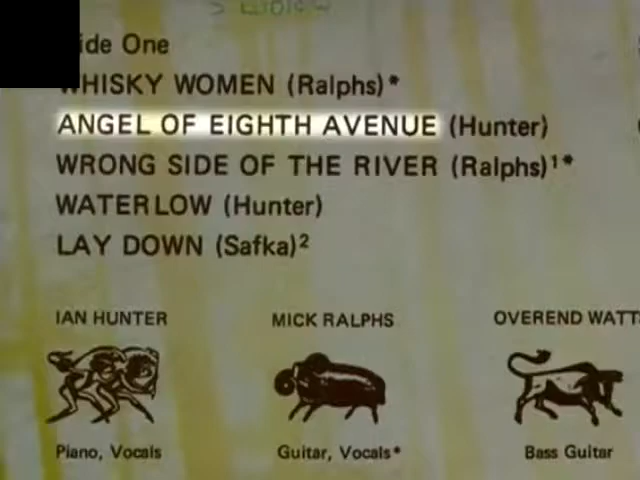 ide One
HISKY WOMEN (Ralphs)*
ANGEL OF EIGHTH AVENUE (Hunter)
WRONG SIDE OF THE RIVER (Ralphs)1*
WATERLOW (Hunter)
LAY DOWN (Safka)2
IAN HUNTER MICK RALPHS OVEREND WATT
Piano, Vocals Guitar, Vocals* Bass Guitar